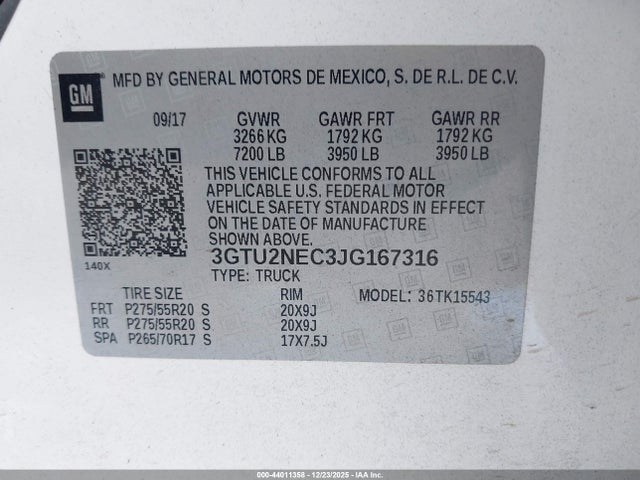 GM
MFD BY GENERAL MOTORS DE MEXICO, S. DE R.L. DE C.V.
09/17 GVWR GAWR FRT GAWR RR
3266 KG 1792 KG 1792 KG
7200 LB 3950 LB 3950 LB
THIS VEHICLE CONFORMS TO ALL
APPLICABLE U.S. FEDERAL MOTOR
VEHICLE SAFETY STANDARDS IN EFFECT
ON THE DATE OF MANUFACTURE
SHOWN ABOVE.
140X
3GTU2NEC3JG167316
TYPE: TRUCK
TIRE SIZE RIM MODEL: 36TK15543
FRT P275/55R20 S 20X9J
RR P275/55R20 S 20X9J
SPA P265/70R17 S 17X7.5J
000-44011358 - 12/23/2025 - IAA Inc.